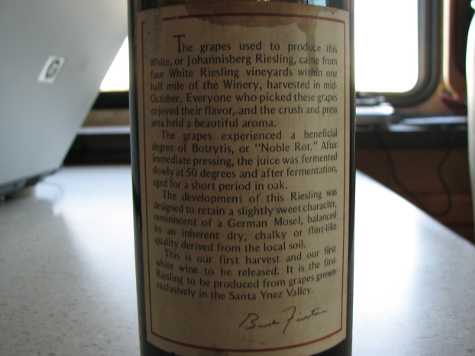 The grapes used to produce this
White, or Johannisberg Riesling, came from
four White Riesling vineyards within one
half mile of the Winery, harvested in mid-
October. Everyone who picked these grapes
enjoyed their flavor, and the crush and press
area held a beautiful aroma.
The grapes experienced a beneficial
degree of Botrytis, or "Noble Rot." After
immediate pressing, the juice was fermented
slowly at 50 degrees and after fermentation,
aged for a short period in oak.
The development of this Riesling was
designed to retain a slightly sweet character,
reminiscent of a German Mosel, balanced
by an inherent dry, chalky or flint-like
quality derived from the local soil.
This is our first harvest and our first
white wine to be released. It is the first
Riesling to be produced from grapes grown
exclusively in the Santa Ynez Valley.
hp